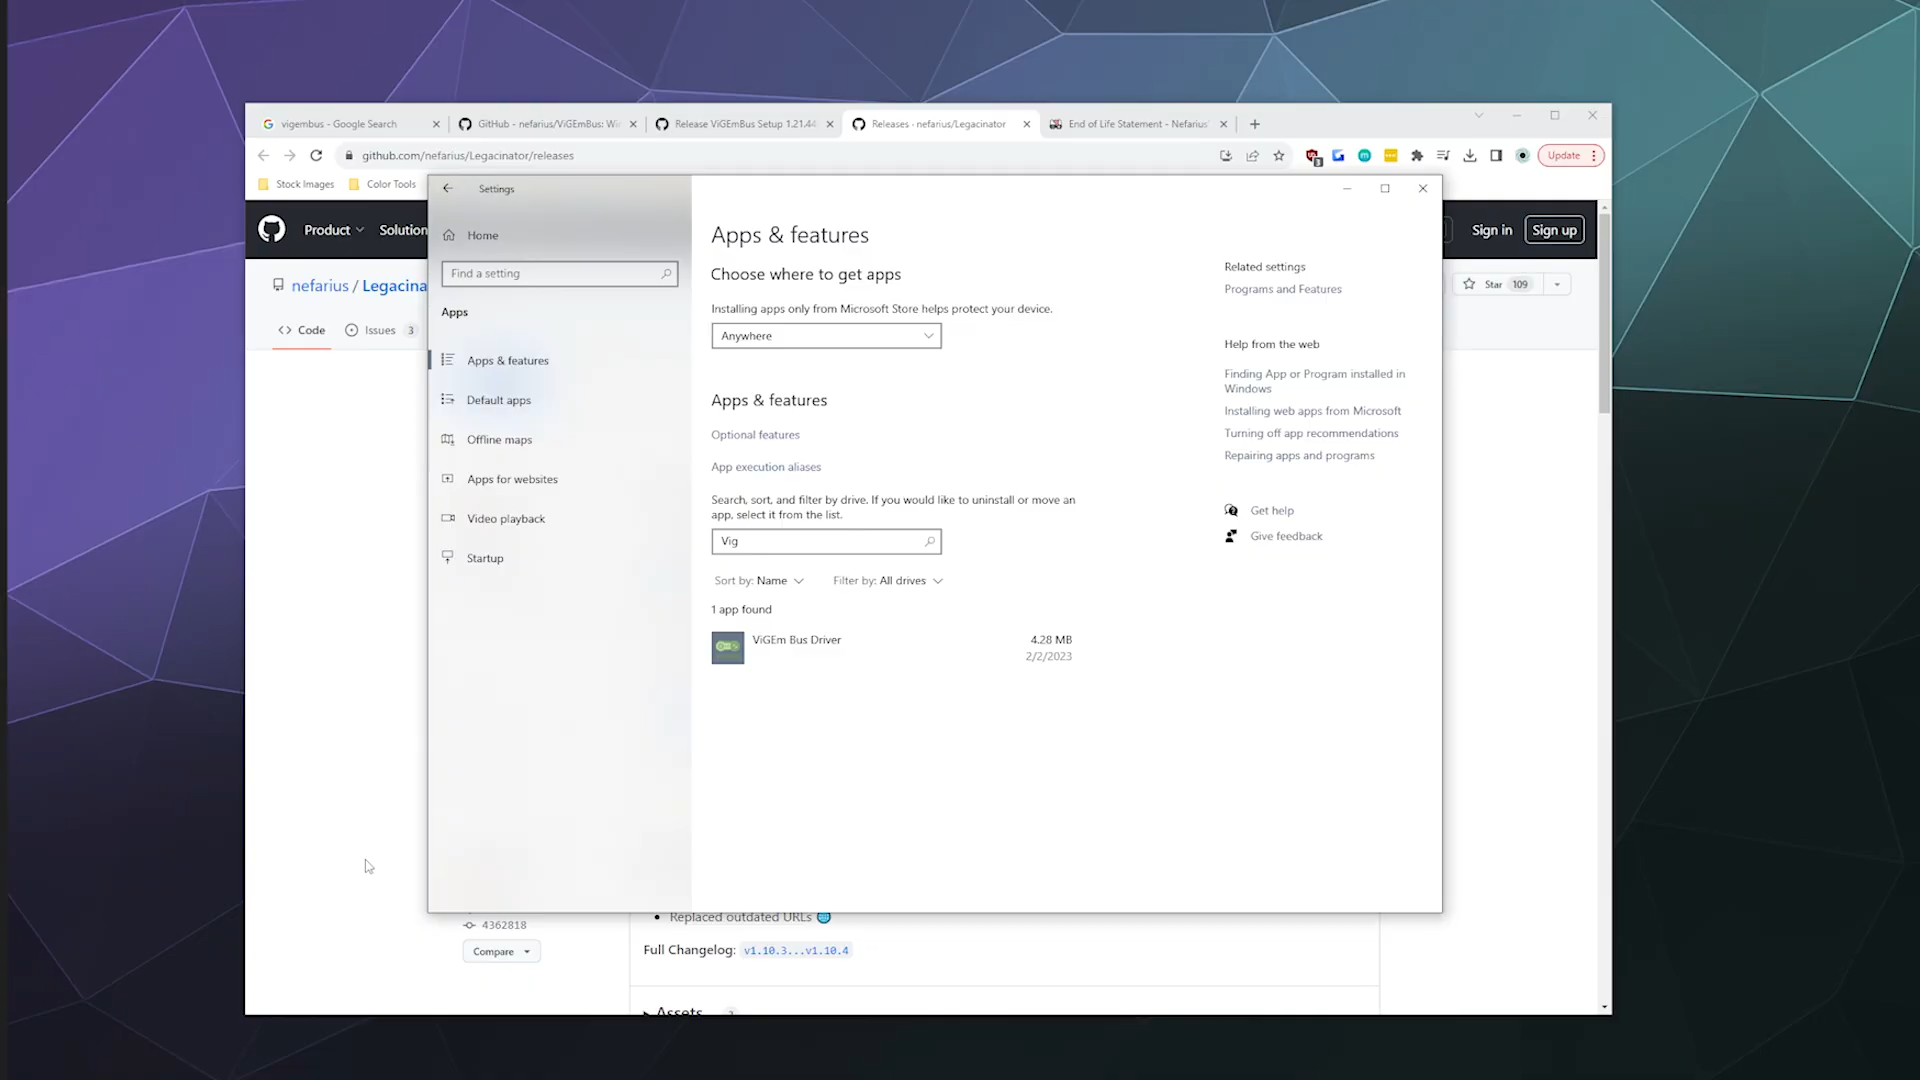 vigembus - Google Search
GitHub - nefarius/ViGEmBus: Wi
Release ViGEmBus Setup 1.21.44
Releases · nefarius/Legacinator
End of Life Statement - Nefarius'
github.com/nefarius/Legacinator/releases
Update
Stock Images
Color Tools
Product
Solution
Sign in
Sign up
nefarius / Legacina
Star 109
Code
Issues 3
Settings
Home
Find a setting
Apps
Apps & features
Default apps
Offline maps
Apps for websites
Video playback
Startup
Apps & features
Choose where to get apps
Installing apps only from Microsoft Store helps protect your device.
Anywhere
Apps & features
Optional features
App execution aliases
Search, sort, and filter by drive. If you would like to uninstall or move an
app, select it from the list.
Vig
Sort by: Name
Filter by: All drives
1 app found
ViGEm Bus Driver
4.28 MB
2/2/2023
Related settings
Programs and Features
Help from the web
Finding App or Program installed in
Windows
Installing web apps from Microsoft
Turning off app recommendations
Repairing apps and programs
Get help
Give feedback
Replaced outdated URLs
4362818
Compare
Full Changelog: v1.10.3...v1.10.4
Assets